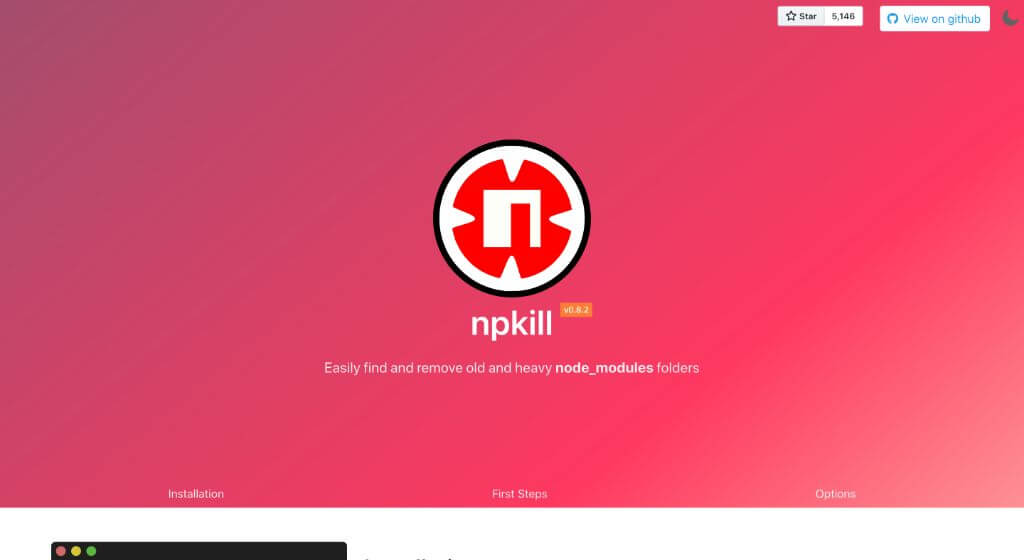 Star 5,146 View on github
npkill v0.8.2
Easily find and remove old and heavy node_modules folders
Installation First Steps Options